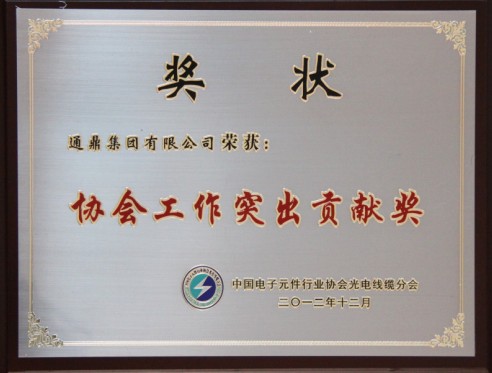 奖 状
通鼎集团有限公司荣获：
协会工作突出贡献奖
中国电子元件行业协会光电线缆分会
二〇一二年十二月